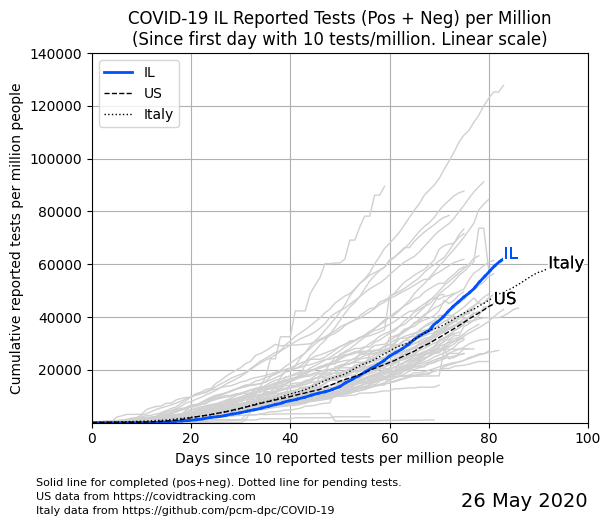 COVID-19 IL Reported Tests (Pos + Neg) per Million
(Since first day with 10 tests/million. Linear scale)
Cumulative reported tests per million people
140000
120000
100000
80000
60000
40000
20000
IL
US
Italy
IL
Italy
US
0
20
40
60
80
100
Days since 10 reported tests per million people
Solid line for completed (pos+neg). Dotted line for pending tests.
US data from https://covidtracking.com
Italy data from https://github.com/pcm-dpc/COVID-19
26 May 2020